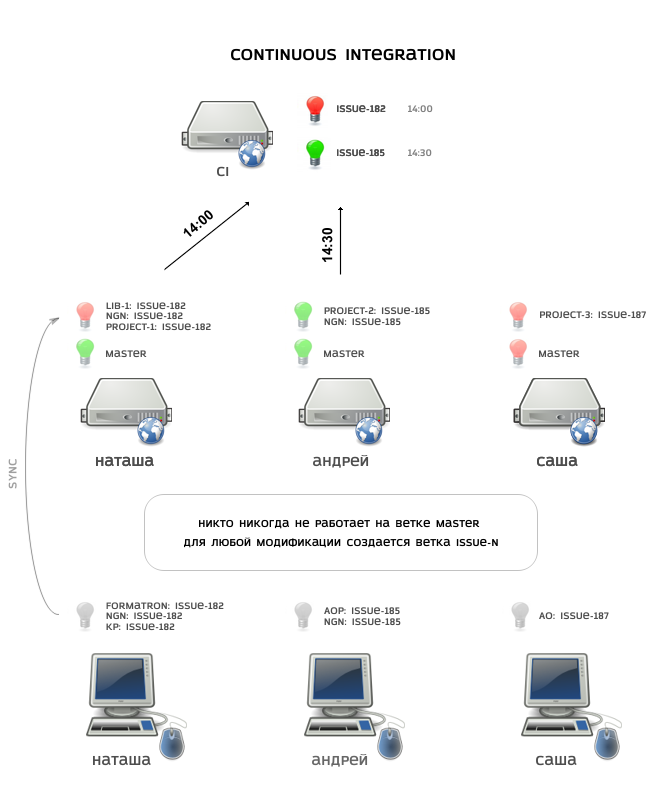 CONTINUOUS INTEGRATION
ISSUE-182 14:00
ISSUE-185 14:30
CI
14:00
14:30
LIB-1: ISSUE-182
NGN: ISSUE-182
PROJECT-1: ISSUE-182
MASTER
PROJECT-2: ISSUE-185
NGN: ISSUE-185
MASTER
PROJECT-3: ISSUE-187
MASTER
НАТАША
АНДРЕЙ
САША
SYNC
НИКТО НИКОГДА НЕ РАБОТАЕТ НА ВЕТКЕ MASTER
ДЛЯ ЛЮБОЙ МОДИФИКАЦИИ СОЗДАЕТСЯ ВЕТКА ISSUE-N
FORMATRON: ISSUE-182
NGN: ISSUE-182
KP: ISSUE-182
AOP: ISSUE-185
NGN: ISSUE-185
AO: ISSUE-187
НАТАША
АНДРЕЙ
САША